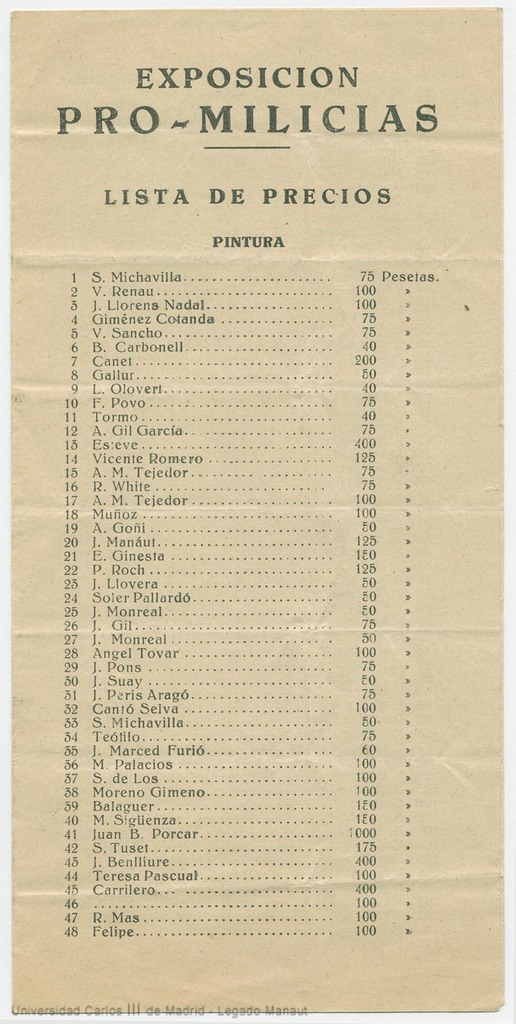 EXPOSICION
PRO-MILICIAS
LISTA DE PRECIOS
PINTURA
1 S. Michavilla 75 Pesetas.
2 V. Renau 100 »
3 J. Llorens Nadal 100 »
4 Giménez Cotanda 75 »
5 V. Sancho 75 »
6 B. Carbonell 40 »
7 Canet 200 »
8 Gallur 50 »
9 L. Olovert 40 »
10 F. Povo 75 »
11 Tormo 40 »
12 A. Gil García 75 »
13 Esteve 400 »
14 Vicente Romero 125 »
15 A. M. Tejedor 75 »
16 R. White 75 »
17 A. M. Tejedor 100 »
18 Muñoz 100 »
19 A. Goñi 50 »
20 J. Manáut 125 »
21 E. Ginesta 150 »
22 P. Roch 125 »
23 J. Llovera 50 »
24 Soler Pallardó 50 »
25 J. Monreal 50 »
26 J. Gil 75 »
27 J. Monreal 50 »
28 Angel Tovar 100 »
29 J. Pons 75 »
30 J. Suay 50 »
31 J. Peris Aragó 75 »
32 Cantó Selva 100 »
33 S. Michavilla 50 »
34 Teófilo 75 »
35 J. Marced Furió 60 »
36 M. Palacios 100 »
37 S. de Los 100 »
38 Moreno Gimeno 100 »
39 Balaguer 150 »
40 M. Sigüenza 150 »
41 Juan B. Porcar 1000 »
42 S. Tuset 175 »
43 J. Benlliure 400 »
44 Teresa Pascual 100 »
45 Carrilero 400 »
46 100 »
47 R. Mas 100 »
48 Felipe 100 »
Universidad Carlos III de Madrid - Legado Manaut